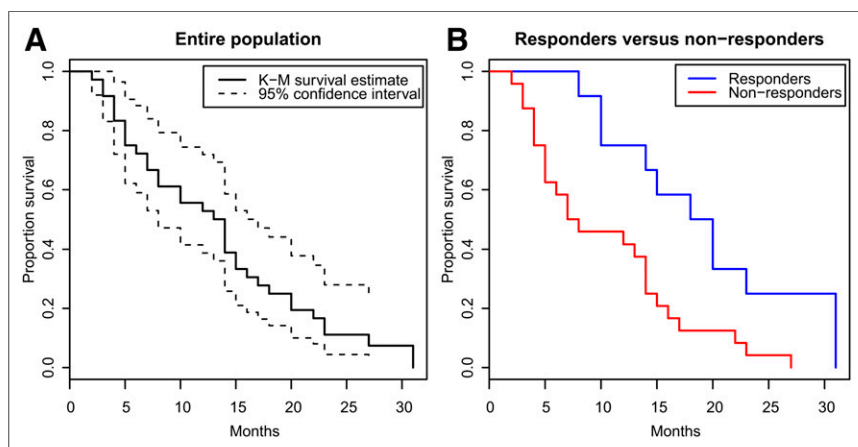 A
Entire population
K–M survival estimate
95% confidence interval
Proportion survival
1.0
0.8
0.6
0.4
0.2
0.0
0 5 10 15 20 25 30
Months
B
Responders versus non−responders
Responders
Non−responders
Proportion survival
1.0
0.8
0.6
0.4
0.2
0.0
0 5 10 15 20 25 30
Months